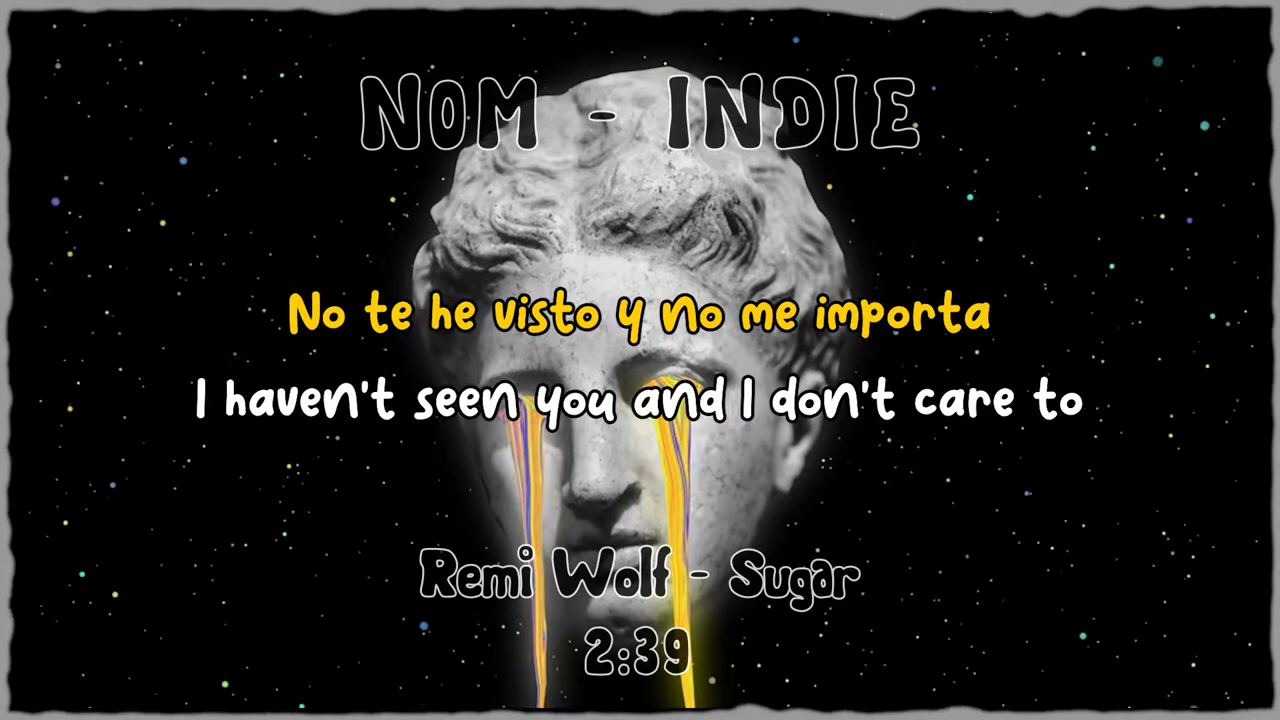 NOM - INDIE
No te he visto y no me importa
I haven't seen you and I don't care to
Remi Wolf - Sugar
2:39